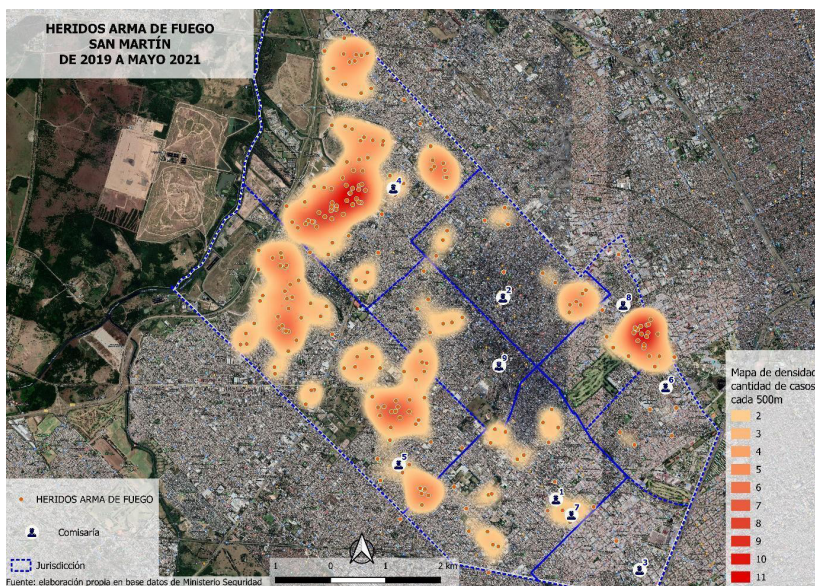 HERIDOS ARMA DE FUEGO
SAN MARTÍN
DE 2019 A MAYO 2021
4
2
8
9
6
5
1
7
3
Mapa de densidad
cantidad de casos
cada 500m
2
3
4
5
6
7
8
9
10
11
HERIDOS ARMA DE FUEGO
Comisaría
Jurisdicción
Fuente: elaboración propia en base datos de Ministerio Seguridad
1 0 1 2 km